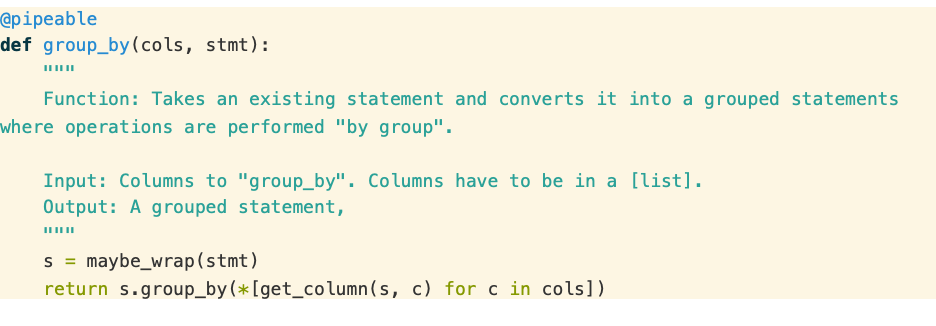 @pipeable
def group_by(cols, stmt):
    """
    Function: Takes an existing statement and converts it into a grouped statements
where operations are performed "by group".

    Input: Columns to "group_by". Columns have to be in a [list].
    Output: A grouped statement,
    """
    s = maybe_wrap(stmt)
    return s.group_by(*[get_column(s, c) for c in cols])